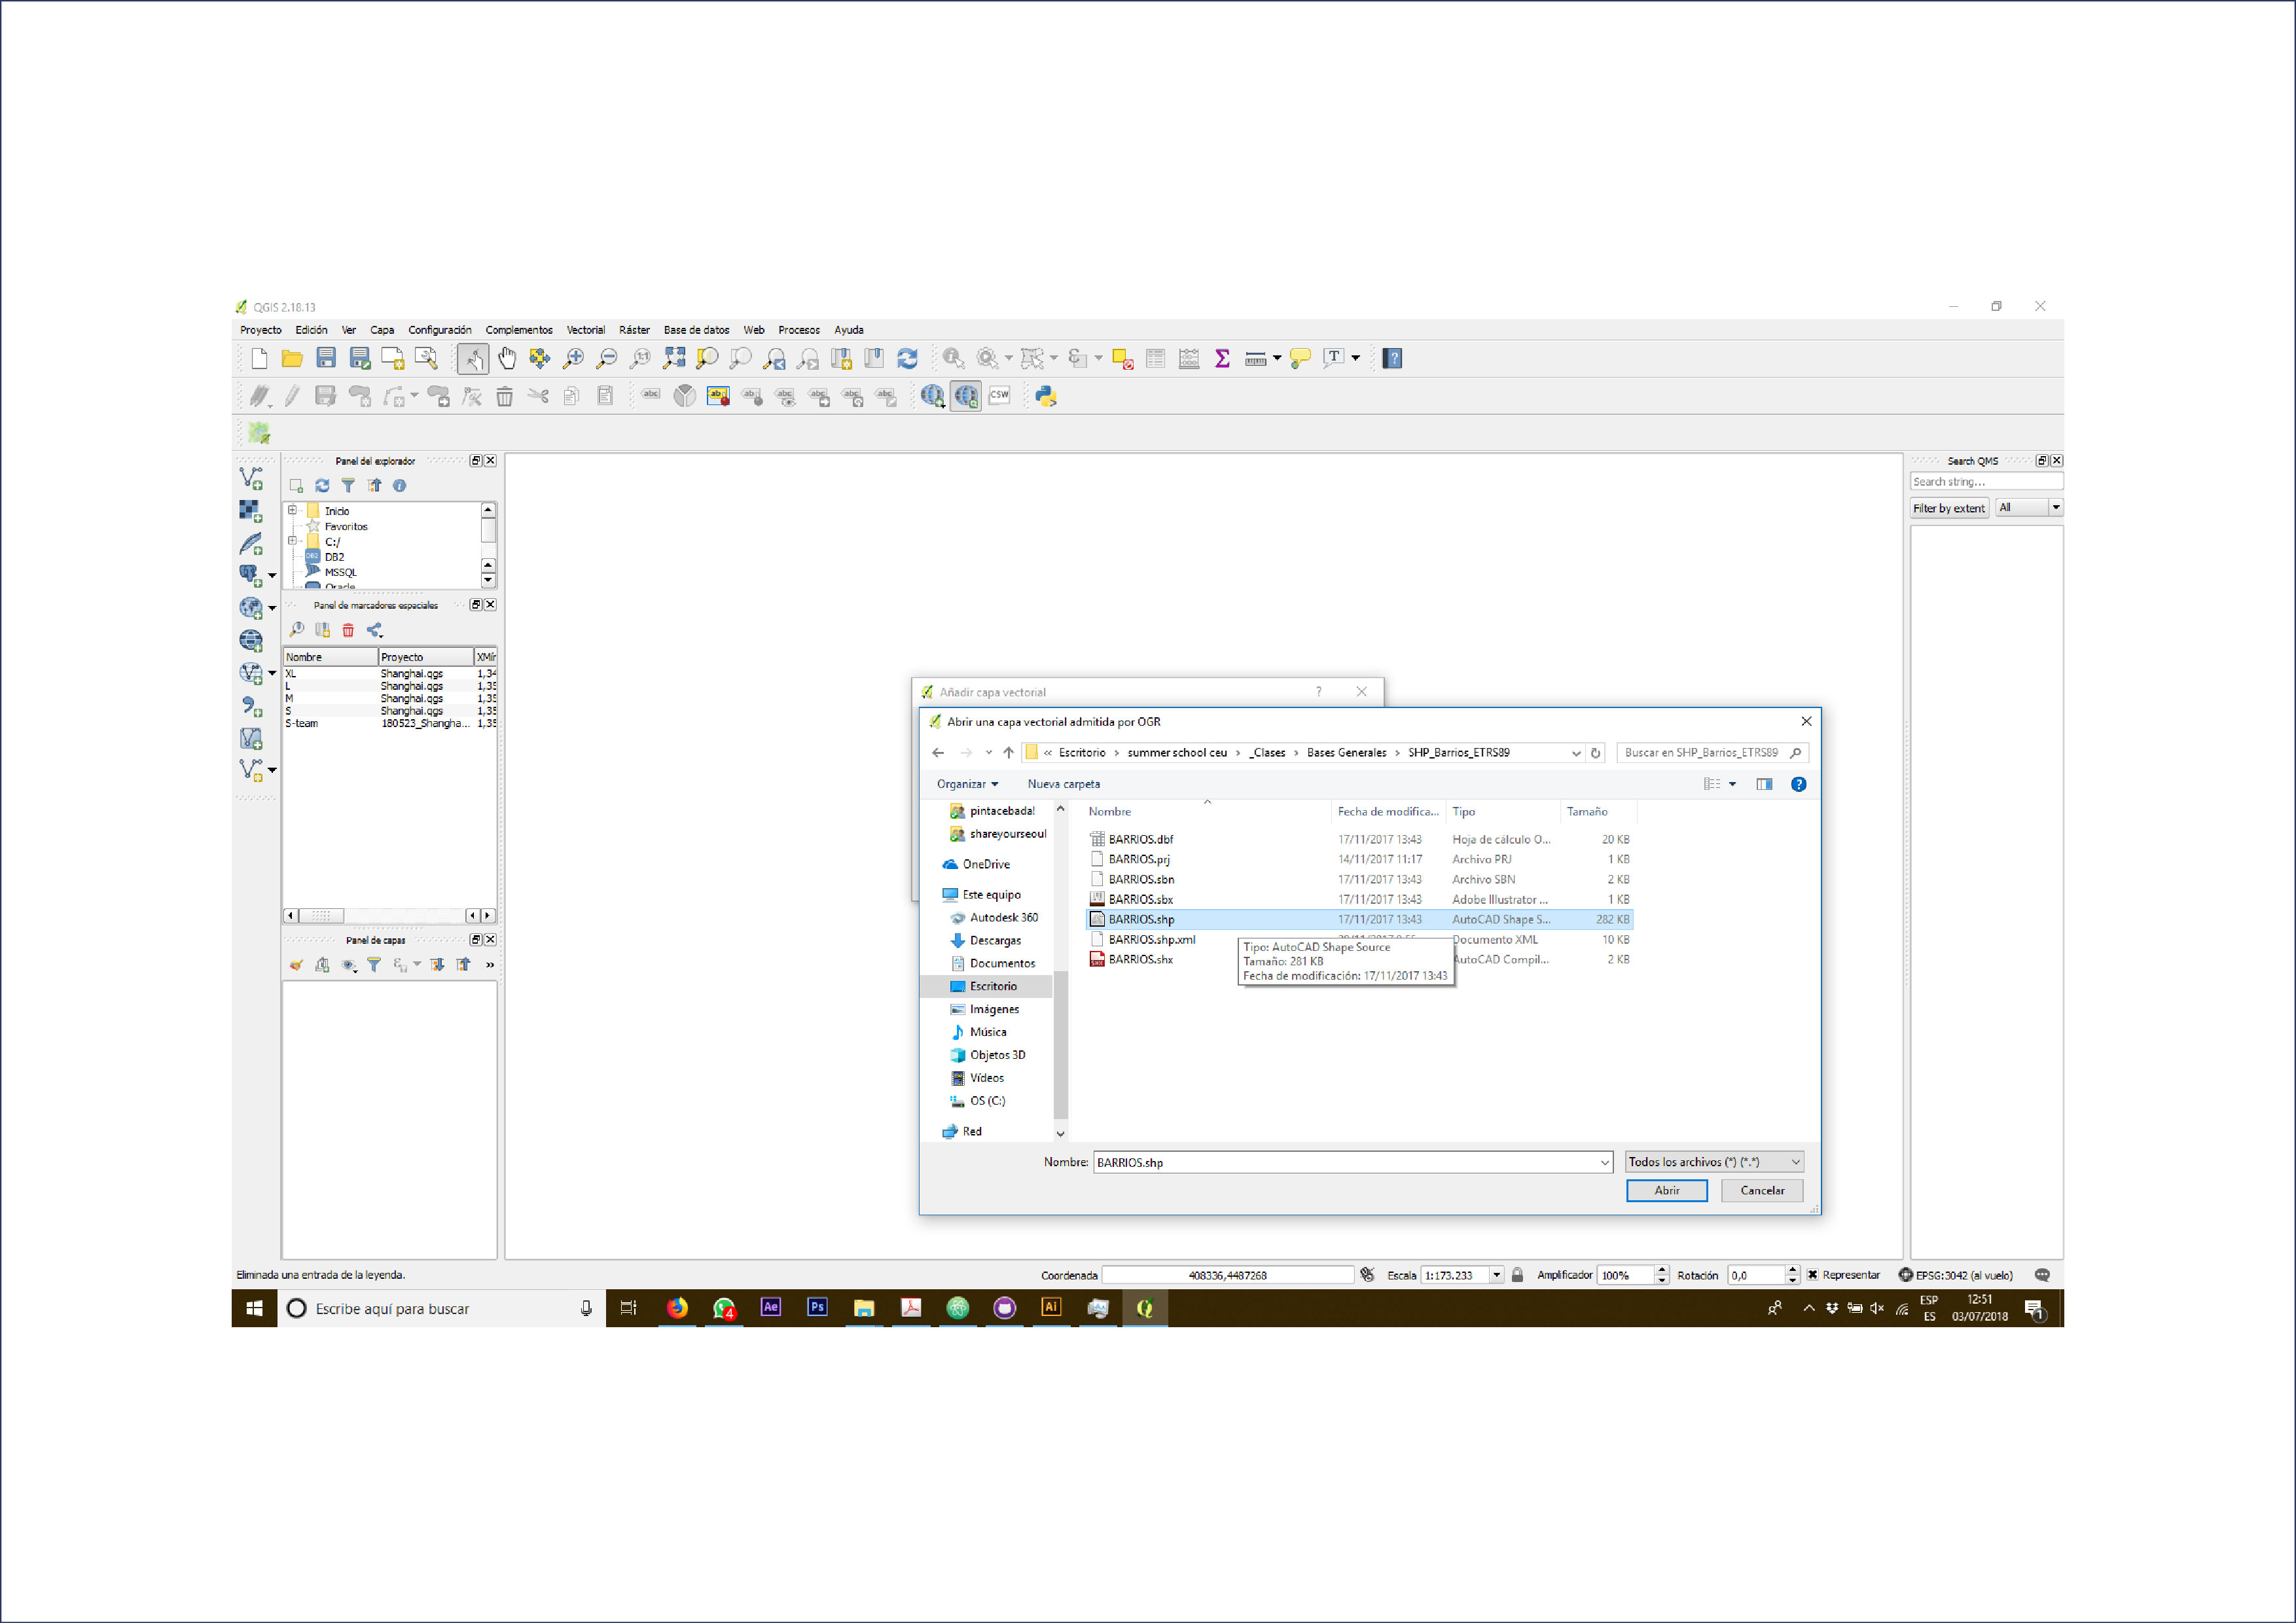 QGIS 2.18.13
Proyecto Edición Ver Capa Configuración Complementos Vectorial Ráster Base de datos Web Procesos Ayuda
CSW
Panel del explorador
Inicio
Favoritos
C:/
DB2
MSSQL
Oracle
Panel de marcadores espaciales
Nombre Proyecto XMín
XL Shanghai.qgs 1,34
L Shanghai.qgs 1,35
M Shanghai.qgs 1,35
S Shanghai.qgs 1,35
S-team 180523_Shangha... 1,35
Panel de capas
Search QMS
Search string...
Filter by extent All
Añadir capa vectorial
Abrir una capa vectorial admitida por OGR
« Escritorio › summer school ceu › _Clases › Bases Generales › SHP_Barrios_ETRS89
Buscar en SHP_Barrios_ETRS89
Organizar Nueva carpeta
pintacebada!
shareyourseoul
OneDrive
Este equipo
Autodesk 360
Descargas
Documentos
Escritorio
Imágenes
Música
Objetos 3D
Vídeos
OS (C:)
Red
Nombre Fecha de modifica... Tipo Tamaño
BARRIOS.dbf 17/11/2017 13:43 Hoja de cálculo O... 20 KB
BARRIOS.prj 14/11/2017 11:17 Archivo PRJ 1 KB
BARRIOS.sbn 17/11/2017 13:43 Archivo SBN 2 KB
BARRIOS.sbx 17/11/2017 13:43 Adobe Illustrator ... 1 KB
BARRIOS.shp 17/11/2017 13:43 AutoCAD Shape S... 282 KB
BARRIOS.shp.xml Documento XML 10 KB
BARRIOS.shx AutoCAD Compil... 2 KB
Tipo: AutoCAD Shape Source
Tamaño: 281 KB
Fecha de modificación: 17/11/2017 13:43
Nombre: BARRIOS.shp Todos los archivos (*) (*.*)
Abrir Cancelar
Eliminada una entrada de la leyenda.
Coordenada 408336,4487268 Escala 1:173.233 Amplificador 100% Rotación 0,0 Representar EPSG:3042 (al vuelo)
Escribe aquí para buscar
4 Ae Ps Ai
ESP
ES
12:51
03/07/2018
1